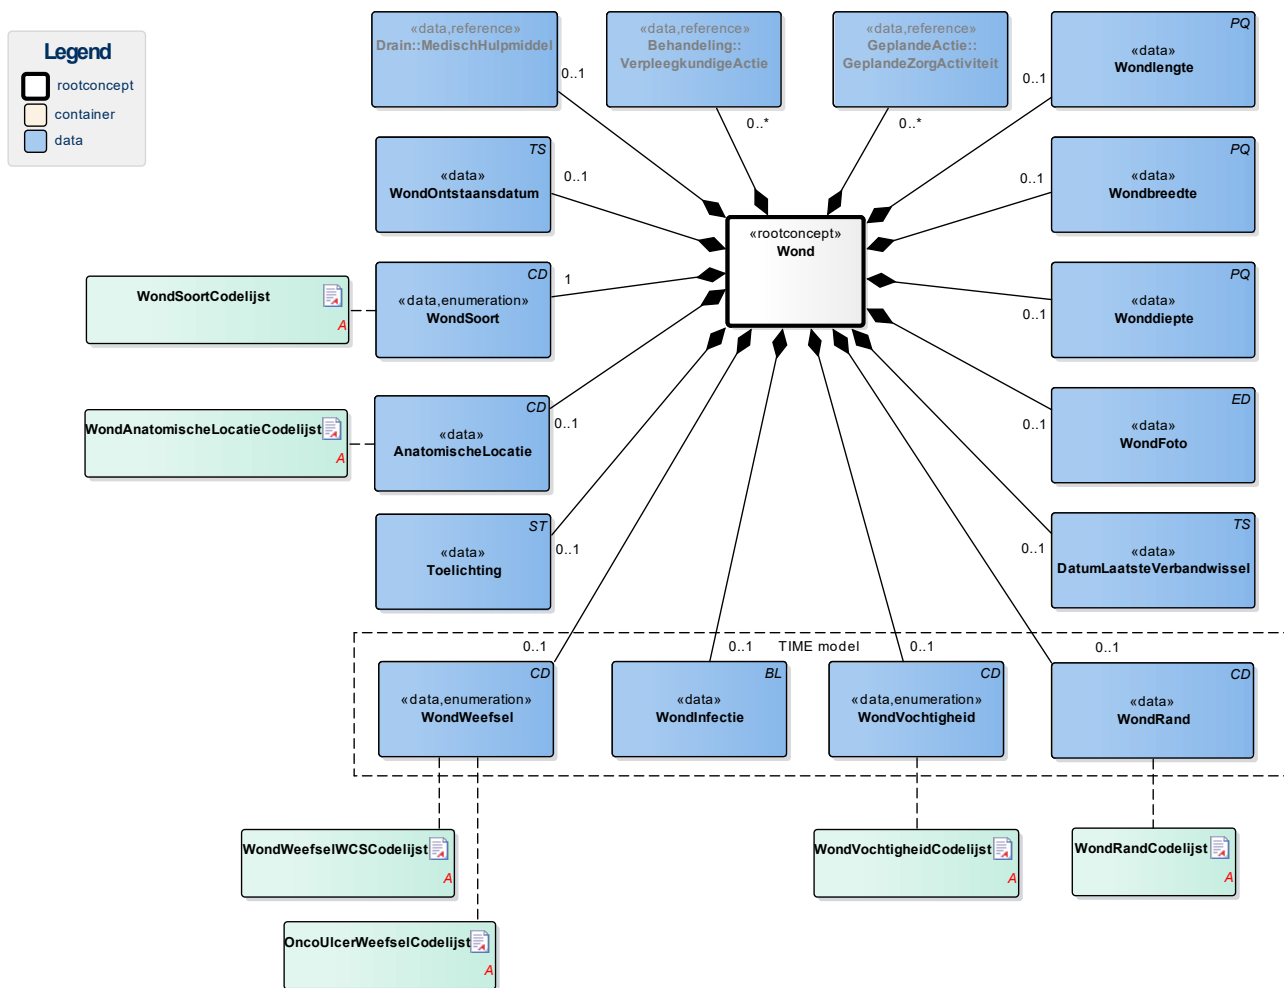 Legend
rootconcept
container
data
«data,reference»
Drain::MedischHulpmiddel
0..1
«data,reference»
Behandeling::
VerpleegkundigeActie
0..*
«data,reference»
GeplandeActie::
GeplandeZorgActiviteit
0..*
PQ
«data»
Wondlengte
0..1
TS
«data»
WondOntstaansdatum
0..1
PQ
«data»
Wondbreedte
0..1
«rootconcept»
Wond
WondSoortCodelijst
A
CD
«data,enumeration»
WondSoort
1
PQ
«data»
Wonddiepte
0..1
WondAnatomischeLocatieCodelijst
A
CD
«data»
AnatomischeLocatie
0..1
ED
«data»
WondFoto
0..1
ST
«data»
Toelichting
0..1
TS
«data»
DatumLaatsteVerbandwissel
0..1
TIME model
0..1
CD
«data,enumeration»
WondWeefsel
0..1
BL
«data»
WondInfectie
0..1
CD
«data,enumeration»
WondVochtigheid
0..1
CD
«data»
WondRand
WondWeefselWCSCodelijst
A
WondVochtigheidCodelijst
A
WondRandCodelijst
A
OncoUlcerWeefselCodelijst
A